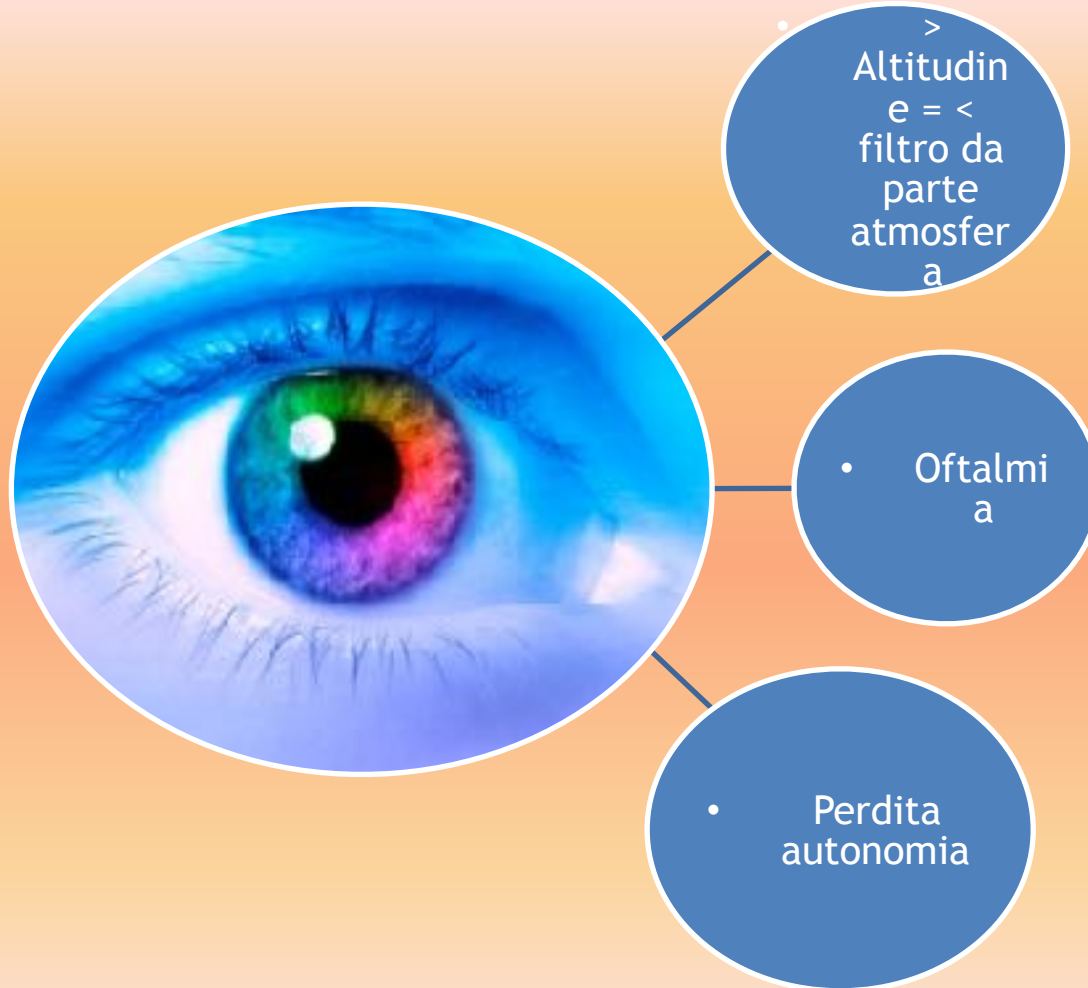 • >
Altitudin
e = <
filtro da
parte
atmosfer
a
• Oftalmi
a
• Perdita
autonomia